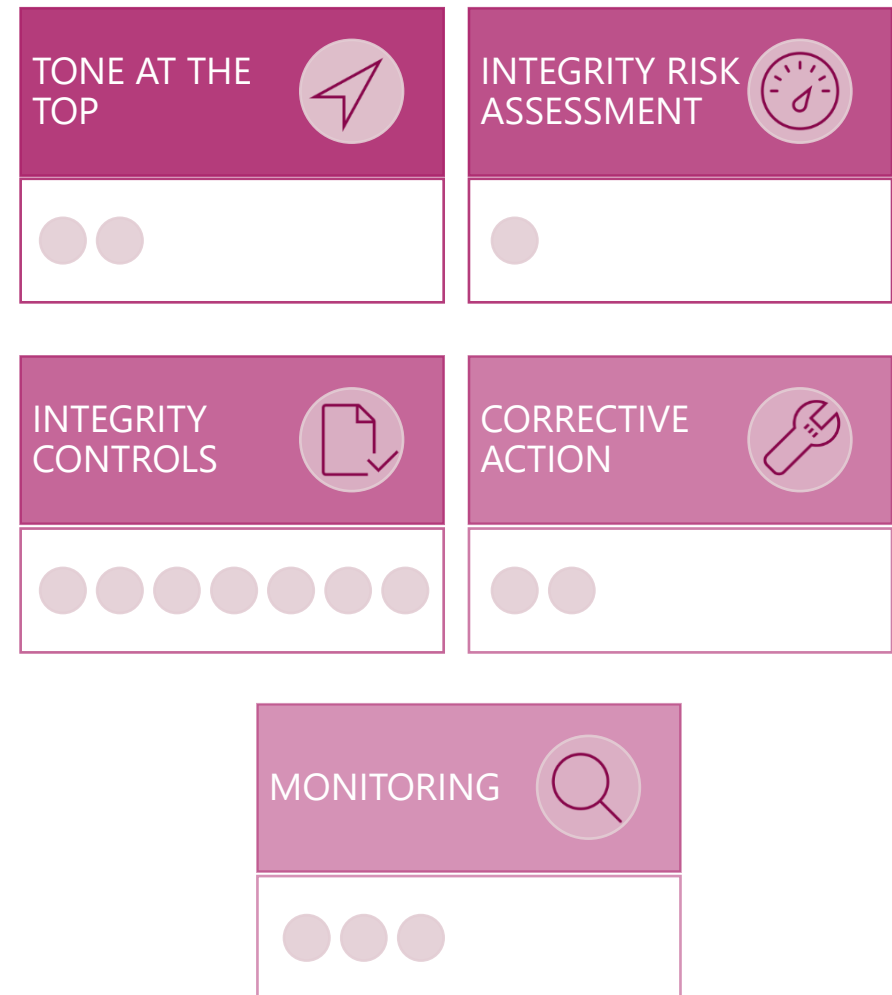 TONE AT THE
TOP
INTEGRITY RISK
ASSESSMENT
INTEGRITY
CONTROLS
CORRECTIVE
ACTION
MONITORING